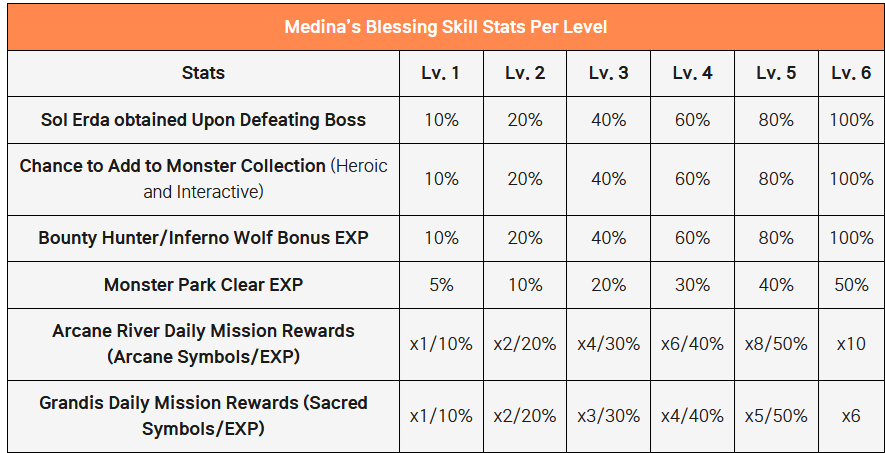 Medina's Blessing Skill Stats Per Level
Stats Lv. 1 Lv. 2 Lv. 3 Lv. 4 Lv. 5 Lv. 6
Sol Erda obtained Upon Defeating Boss 10% 20% 40% 60% 80% 100%
Chance to Add to Monster Collection (Heroic
and Interactive) 10% 20% 40% 60% 80% 100%
Bounty Hunter/Inferno Wolf Bonus EXP 10% 20% 40% 60% 80% 100%
Monster Park Clear EXP 5% 10% 20% 30% 40% 50%
Arcane River Daily Mission Rewards
(Arcane Symbols/EXP) x1/10% x2/20% x4/30% x6/40% x8/50% x10
Grandis Daily Mission Rewards (Sacred
Symbols/EXP) x1/10% x2/20% x3/30% x4/40% x5/50% x6